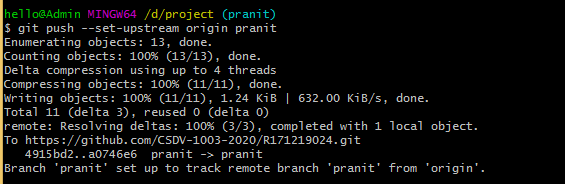 hello@Admin MINGW64 /d/project (pranit)
$ git push --set-upstream origin pranit
Enumerating objects: 13, done.
Counting objects: 100% (13/13), done.
Delta compression using up to 4 threads
Compressing objects: 100% (11/11), done.
Writing objects: 100% (11/11), 1.24 KiB | 632.00 KiB/s, done.
Total 11 (delta 3), reused 0 (delta 0)
remote: Resolving deltas: 100% (3/3), completed with 1 local object.
To https://github.com/CSDV-1003-2020/R171219024.git
   4915bd2..a0746e6  pranit -> pranit
Branch 'pranit' set up to track remote branch 'pranit' from 'origin'.